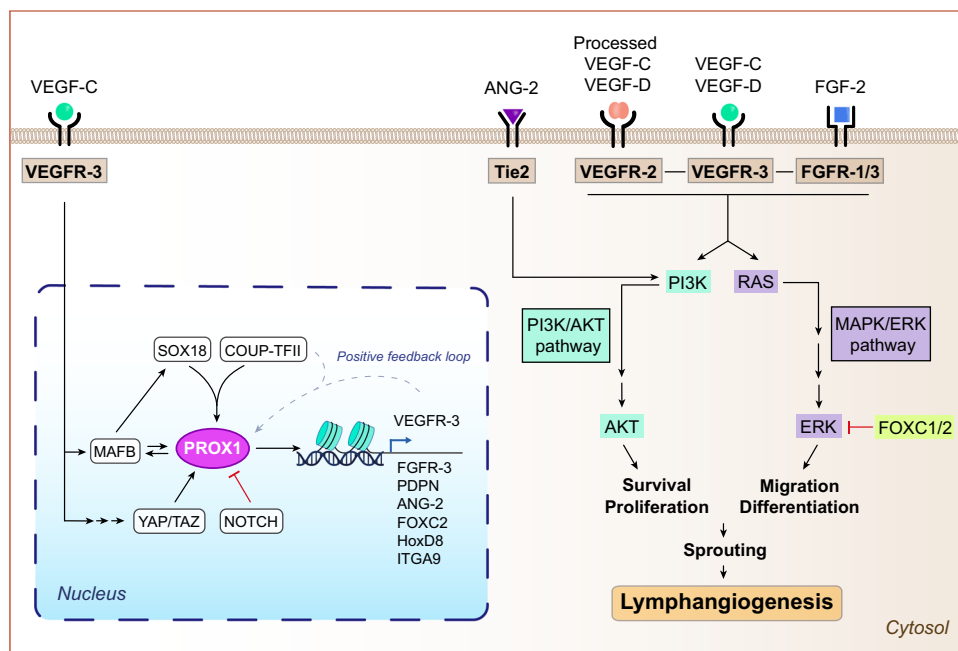 VEGF-C
ANG-2
Processed
VEGF-C
VEGF-D
VEGF-C
VEGF-D
FGF-2
VEGFR-3
Tie2
VEGFR-2
VEGFR-3
FGFR-1/3
PI3K
RAS
PI3K/AKT
pathway
MAPK/ERK
pathway
AKT
ERK
FOXC1/2
Survival
Proliferation
Migration
Differentiation
Sprouting
Lymphangiogenesis
Cytosol
SOX18
COUP-TFII
Positive feedback loop
MAFB
PROX1
YAP/TAZ
NOTCH
VEGFR-3
FGFR-3
PDPN
ANG-2
FOXC2
HoxD8
ITGA9
Nucleus